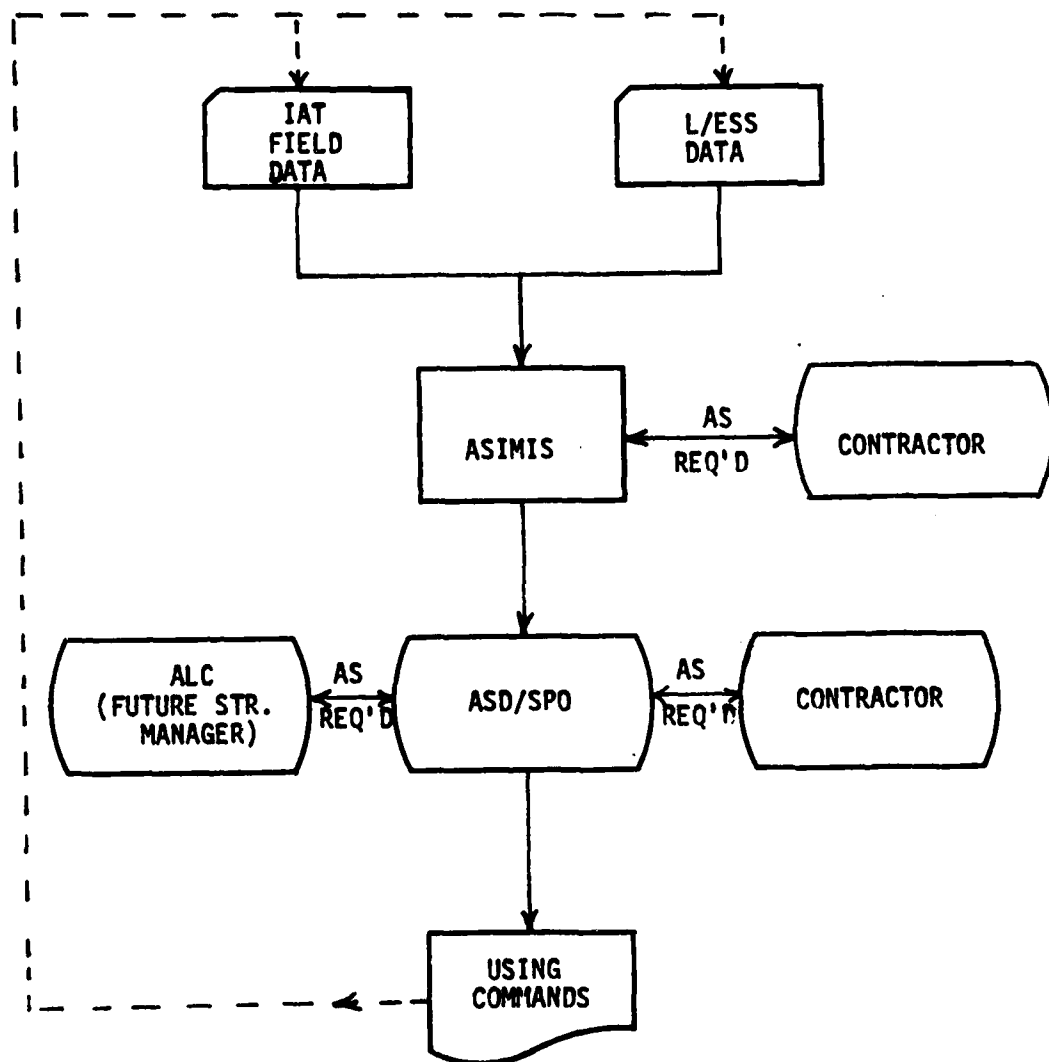 IAT
FIELD
DATA
L/ESS
DATA
ASIMIS
AS
REQ'D
CONTRACTOR
ALC
(FUTURE STR.
MANAGER)
AS
REQ'D
ASD/SPO
AS
REQ'D
CONTRACTOR
USING
COMMANDS